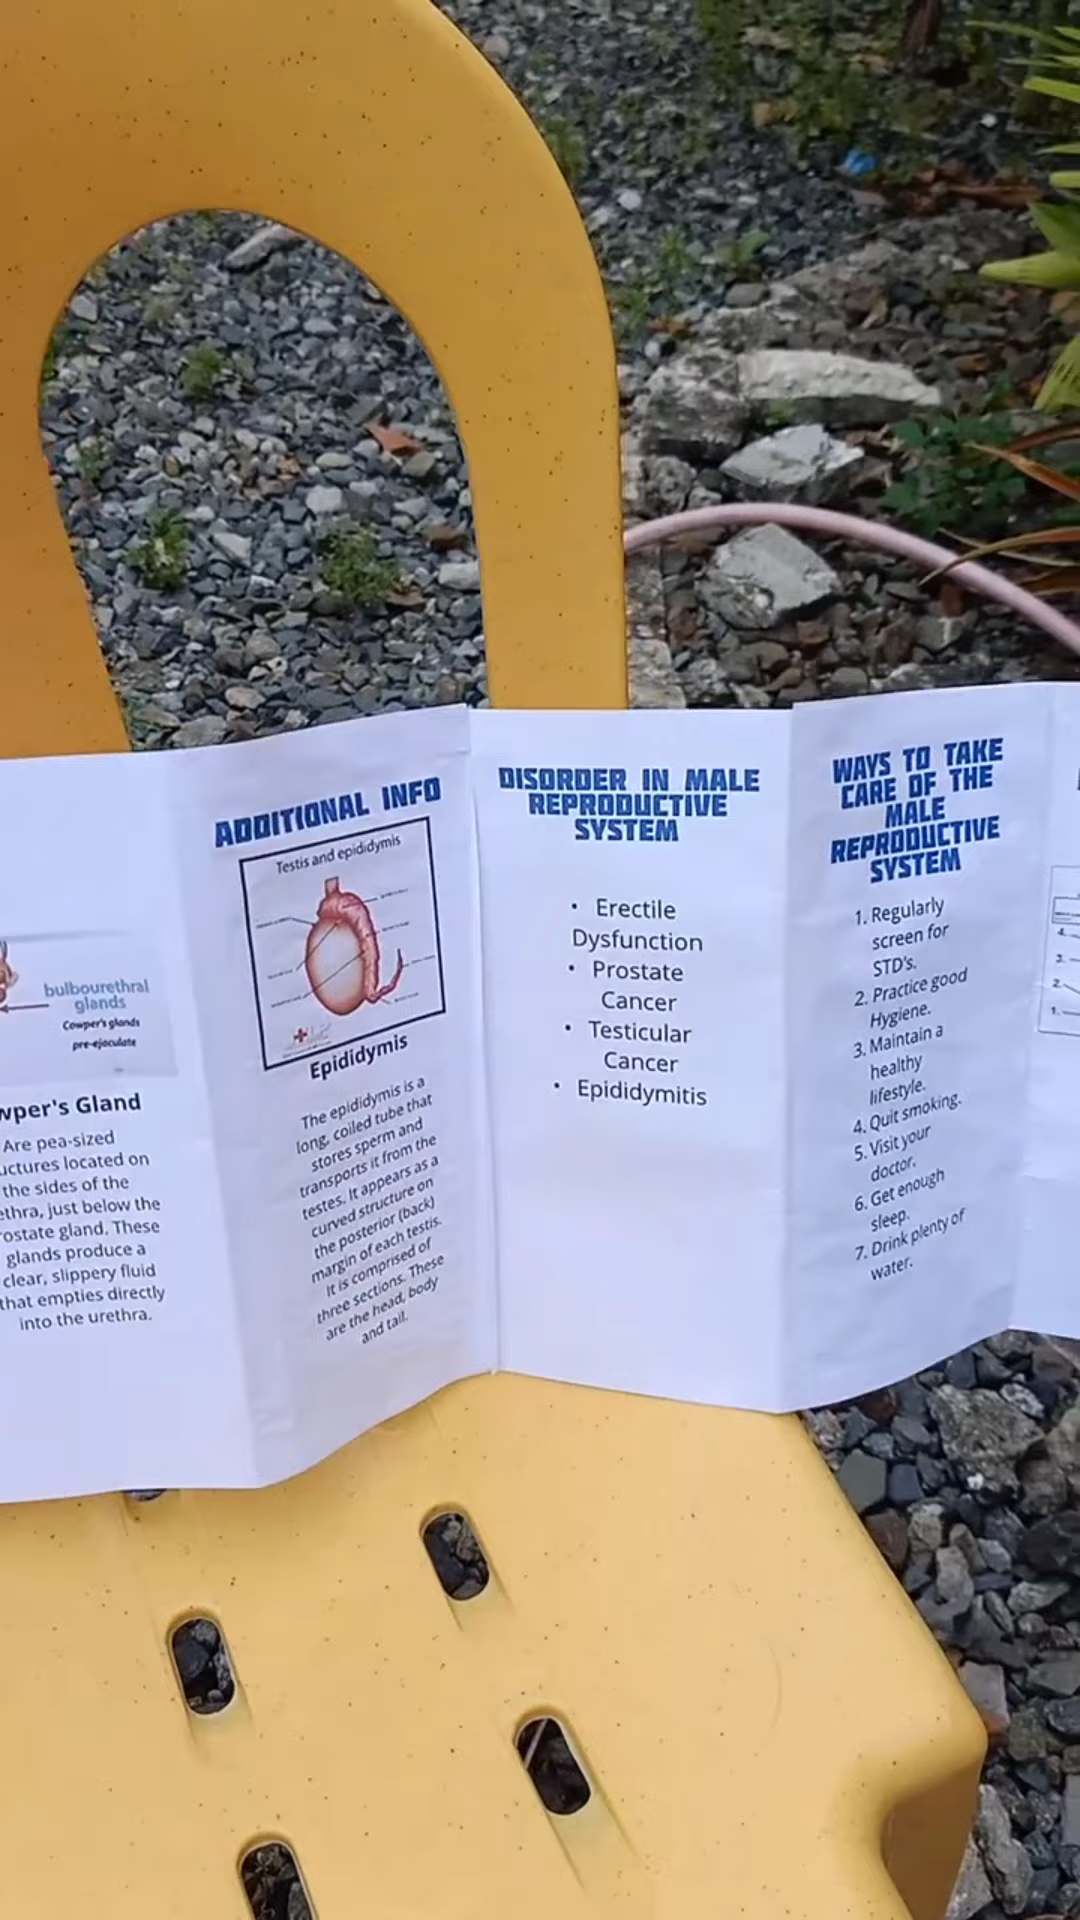 bulbourethral
glands
Cowper's glands
pre-ejaculate
wper's Gland
Are pea-sized
uctures located on
the sides of the
ethra, just below the
rostate gland. These
glands produce a
clear, slippery fluid
that empties directly
into the urethra.
ADDITIONAL INFO
Testis and epididymis
Epididymis
The epididymis is a
long, coiled tube that
stores sperm and
transports it from the
testes. It appears as a
curved structure on
the posterior (back)
margin of each testis.
It is comprised of
three sections. These
are the head, body
and tail.
DISORDER IN MALE
REPRODUCTIVE
SYSTEM
• Erectile
Dysfunction
• Prostate
Cancer
• Testicular
Cancer
• Epididymitis
WAYS TO TAKE
CARE OF THE
MALE
REPRODUCTIVE
SYSTEM
1. Regularly
screen for
STD's.
2. Practice good
Hygiene.
3. Maintain a
healthy
lifestyle.
4. Quit smoking.
5. Visit your
doctor.
6. Get enough
sleep.
7. Drink plenty of
water.
4.
3.
2.
1.